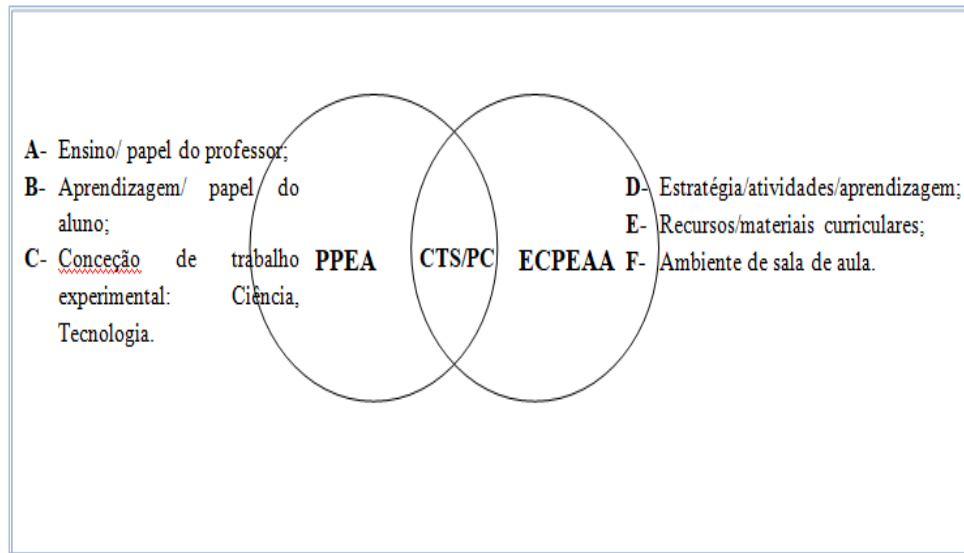 A- Ensino/ papel do professor;
B- Aprendizagem/ papel do
aluno;
C- Conceção de trabalho
experimental: Ciência,
Tecnologia.
PPEA
CTS/PC
ECPEAA
D- Estratégia/atividades/aprendizagem;
E- Recursos/materiais curriculares;
F- Ambiente de sala de aula.